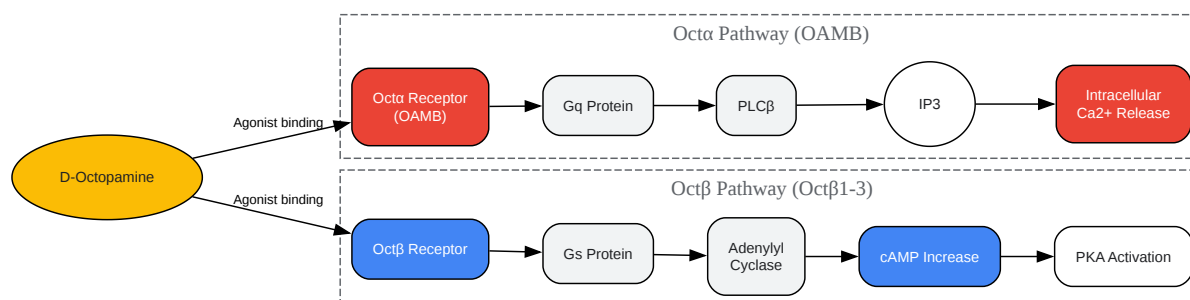 Octα Pathway (OAMB)
Octα Receptor
(OAMB)
Gq Protein
PLCβ
IP3
Intracellular
Ca2+ Release
Agonist binding
D-Octopamine
Agonist binding
Octβ Pathway (Octβ1-3)
Octβ Receptor
Gs Protein
Adenylyl
Cyclase
cAMP Increase
PKA Activation